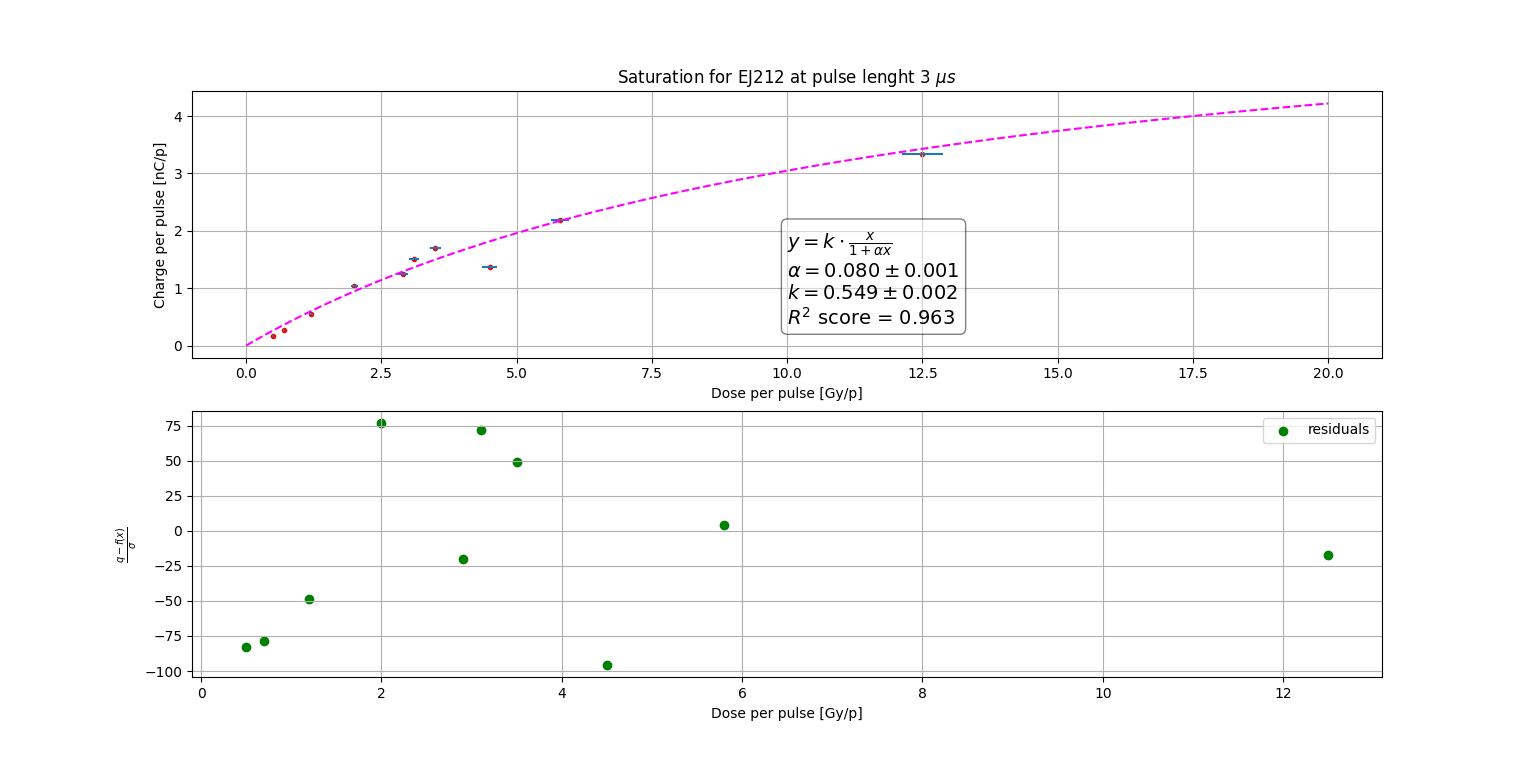 Saturation for EJ212 at pulse lenght 3 μs
Charge per pulse [nC/p]
4
3
2
1
0
y = k · x/(1 + αx)
α = 0.080 ± 0.001
k = 0.549 ± 0.002
R² score = 0.963
0.0 2.5 5.0 7.5 10.0 12.5 15.0 17.5 20.0
Dose per pulse [Gy/p]
residuals
(q − f(x))/σ
75
50
25
0
−25
−50
−75
−100
0 2 4 6 8 10 12
Dose per pulse [Gy/p]